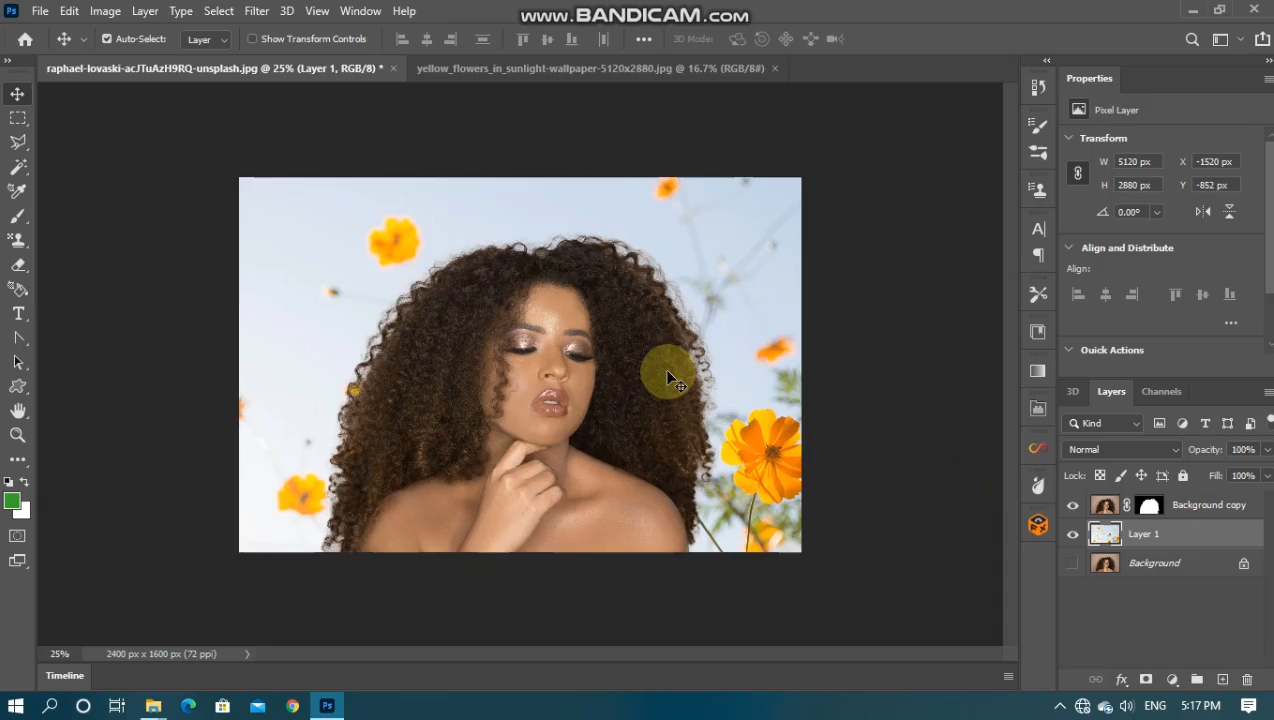 www.BANDICAM.com
Ps File Edit Image Layer Type Select Filter 3D View Window Help
Auto-Select: Layer Show Transform Controls 3D Mode:
raphael-lovaski-acJTuAzH9RQ-unsplash.jpg @ 25% (Layer 1, RGB/8) *
yellow_flowers_in_sunlight-wallpaper-5120x2880.jpg @ 16.7% (RGB/8#)
Properties
Pixel Layer
Transform
W 5120 px X -1520 px
H 2880 px Y -852 px
0.00°
Align and Distribute
Align:
Quick Actions
3D Layers Channels
Kind
Normal Opacity: 100%
Lock: Fill: 100%
Background copy
Layer 1
Background
25% 2400 px x 1600 px (72 ppi)
Timeline
Ps ENG 5:17 PM